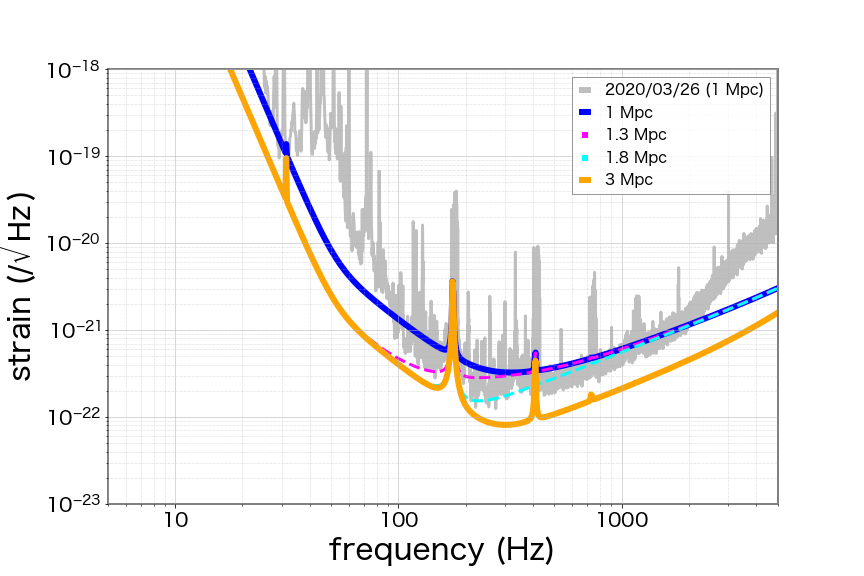 10⁻¹⁸
10⁻¹⁹
10⁻²⁰
10⁻²¹
10⁻²²
10⁻²³
strain (/√Hz)
2020/03/26 (1 Mpc)
1 Mpc
1.3 Mpc
1.8 Mpc
3 Mpc
10 100 1000
frequency (Hz)